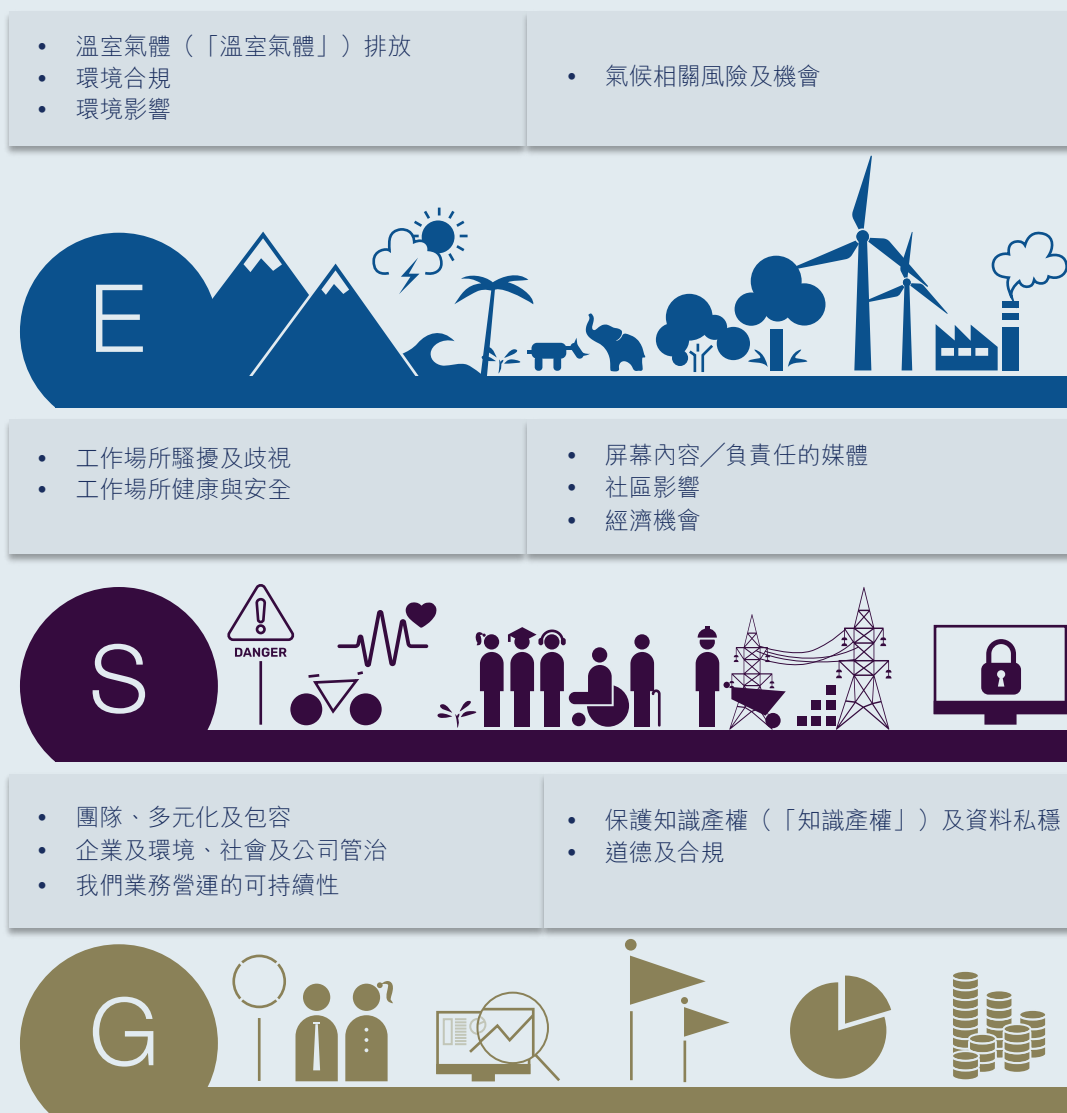 • 溫室氣體（「溫室氣體」）排放
• 環境合規
• 環境影響
• 氣候相關風險及機會
E
• 工作場所騷擾及歧視
• 工作場所健康與安全
• 屏幕內容╱負責任的媒體
• 社區影響
• 經濟機會
S
DANGER
• 團隊、多元化及包容
• 企業及環境、社會及公司管治
• 我們業務營運的可持續性
• 保護知識產權（「知識產權」）及資料私穩
• 道德及合規
G